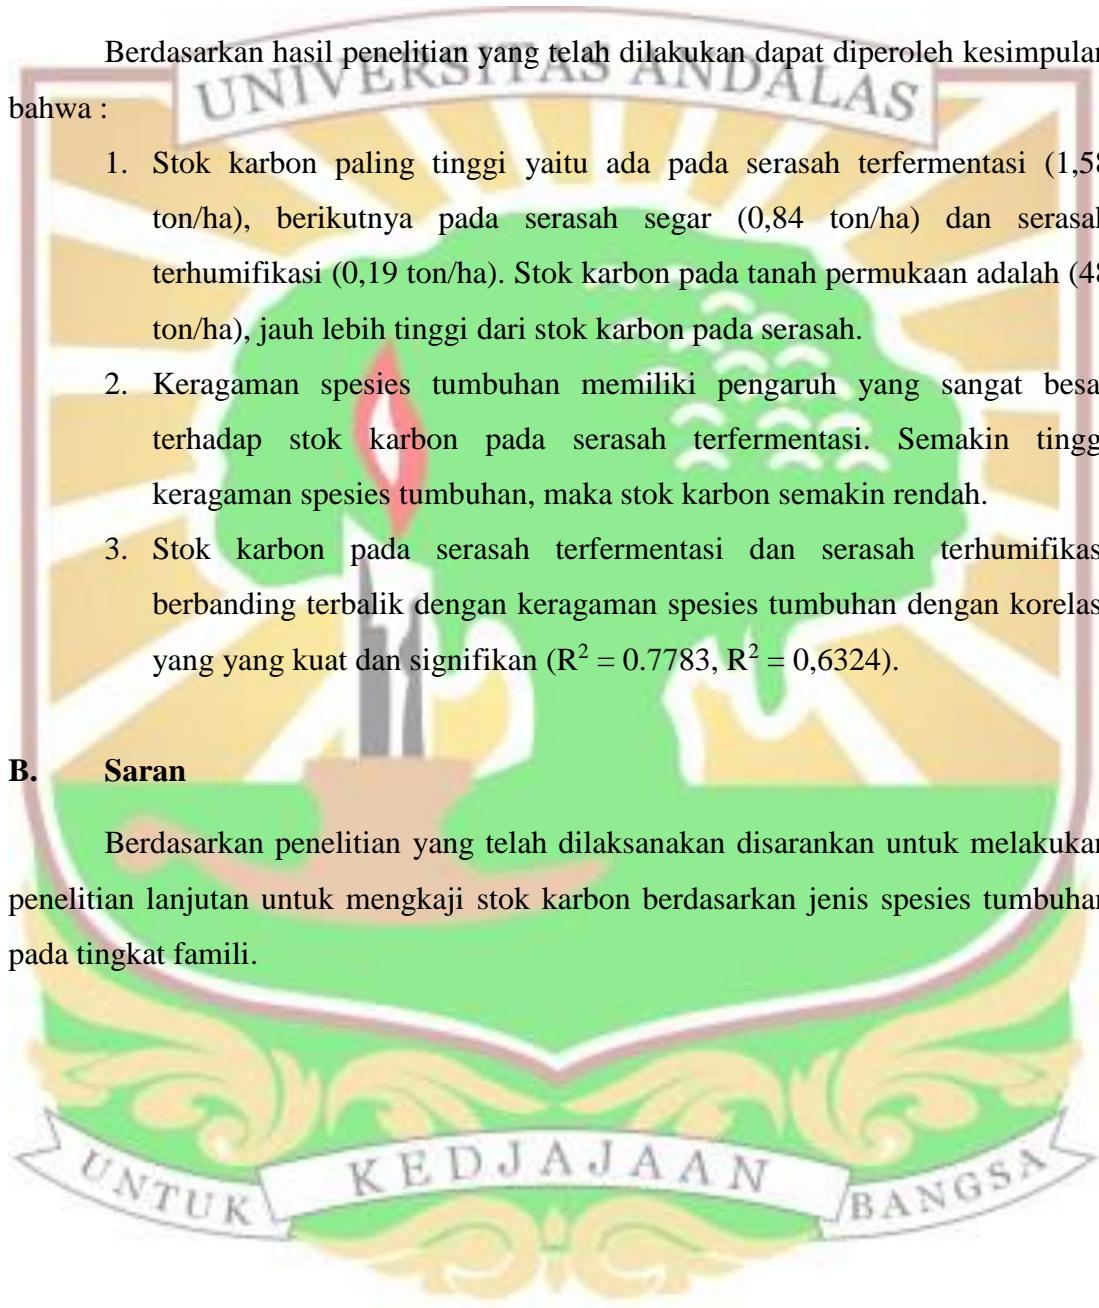 Berdasarkan hasil penelitian yang telah dilakukan dapat diperoleh kesimpulan
UNIVERSITAS ANDALAS
bahwa :
1. Stok karbon paling tinggi yaitu ada pada serasah terfermentasi (1,58
ton/ha), berikutnya pada serasah segar (0,84 ton/ha) dan serasah
terhumifikasi (0,19 ton/ha). Stok karbon pada tanah permukaan adalah (48
ton/ha), jauh lebih tinggi dari stok karbon pada serasah.
2. Keragaman spesies tumbuhan memiliki pengaruh yang sangat besa
terhadap stok karbon pada serasah terfermentasi. Semakin tingg
keragaman spesies tumbuhan, maka stok karbon semakin rendah.
3. Stok karbon pada serasah terfermentasi dan serasah terhumifikas
berbanding terbalik dengan keragaman spesies tumbuhan dengan korelas
yang yang kuat dan signifikan (R² = 0.7783, R² = 0,6324).
B. Saran
Berdasarkan penelitian yang telah dilaksanakan disarankan untuk melakukan
penelitian lanjutan untuk mengkaji stok karbon berdasarkan jenis spesies tumbuhan
pada tingkat famili.
UNTUK KEDJAJAAN BANGSA